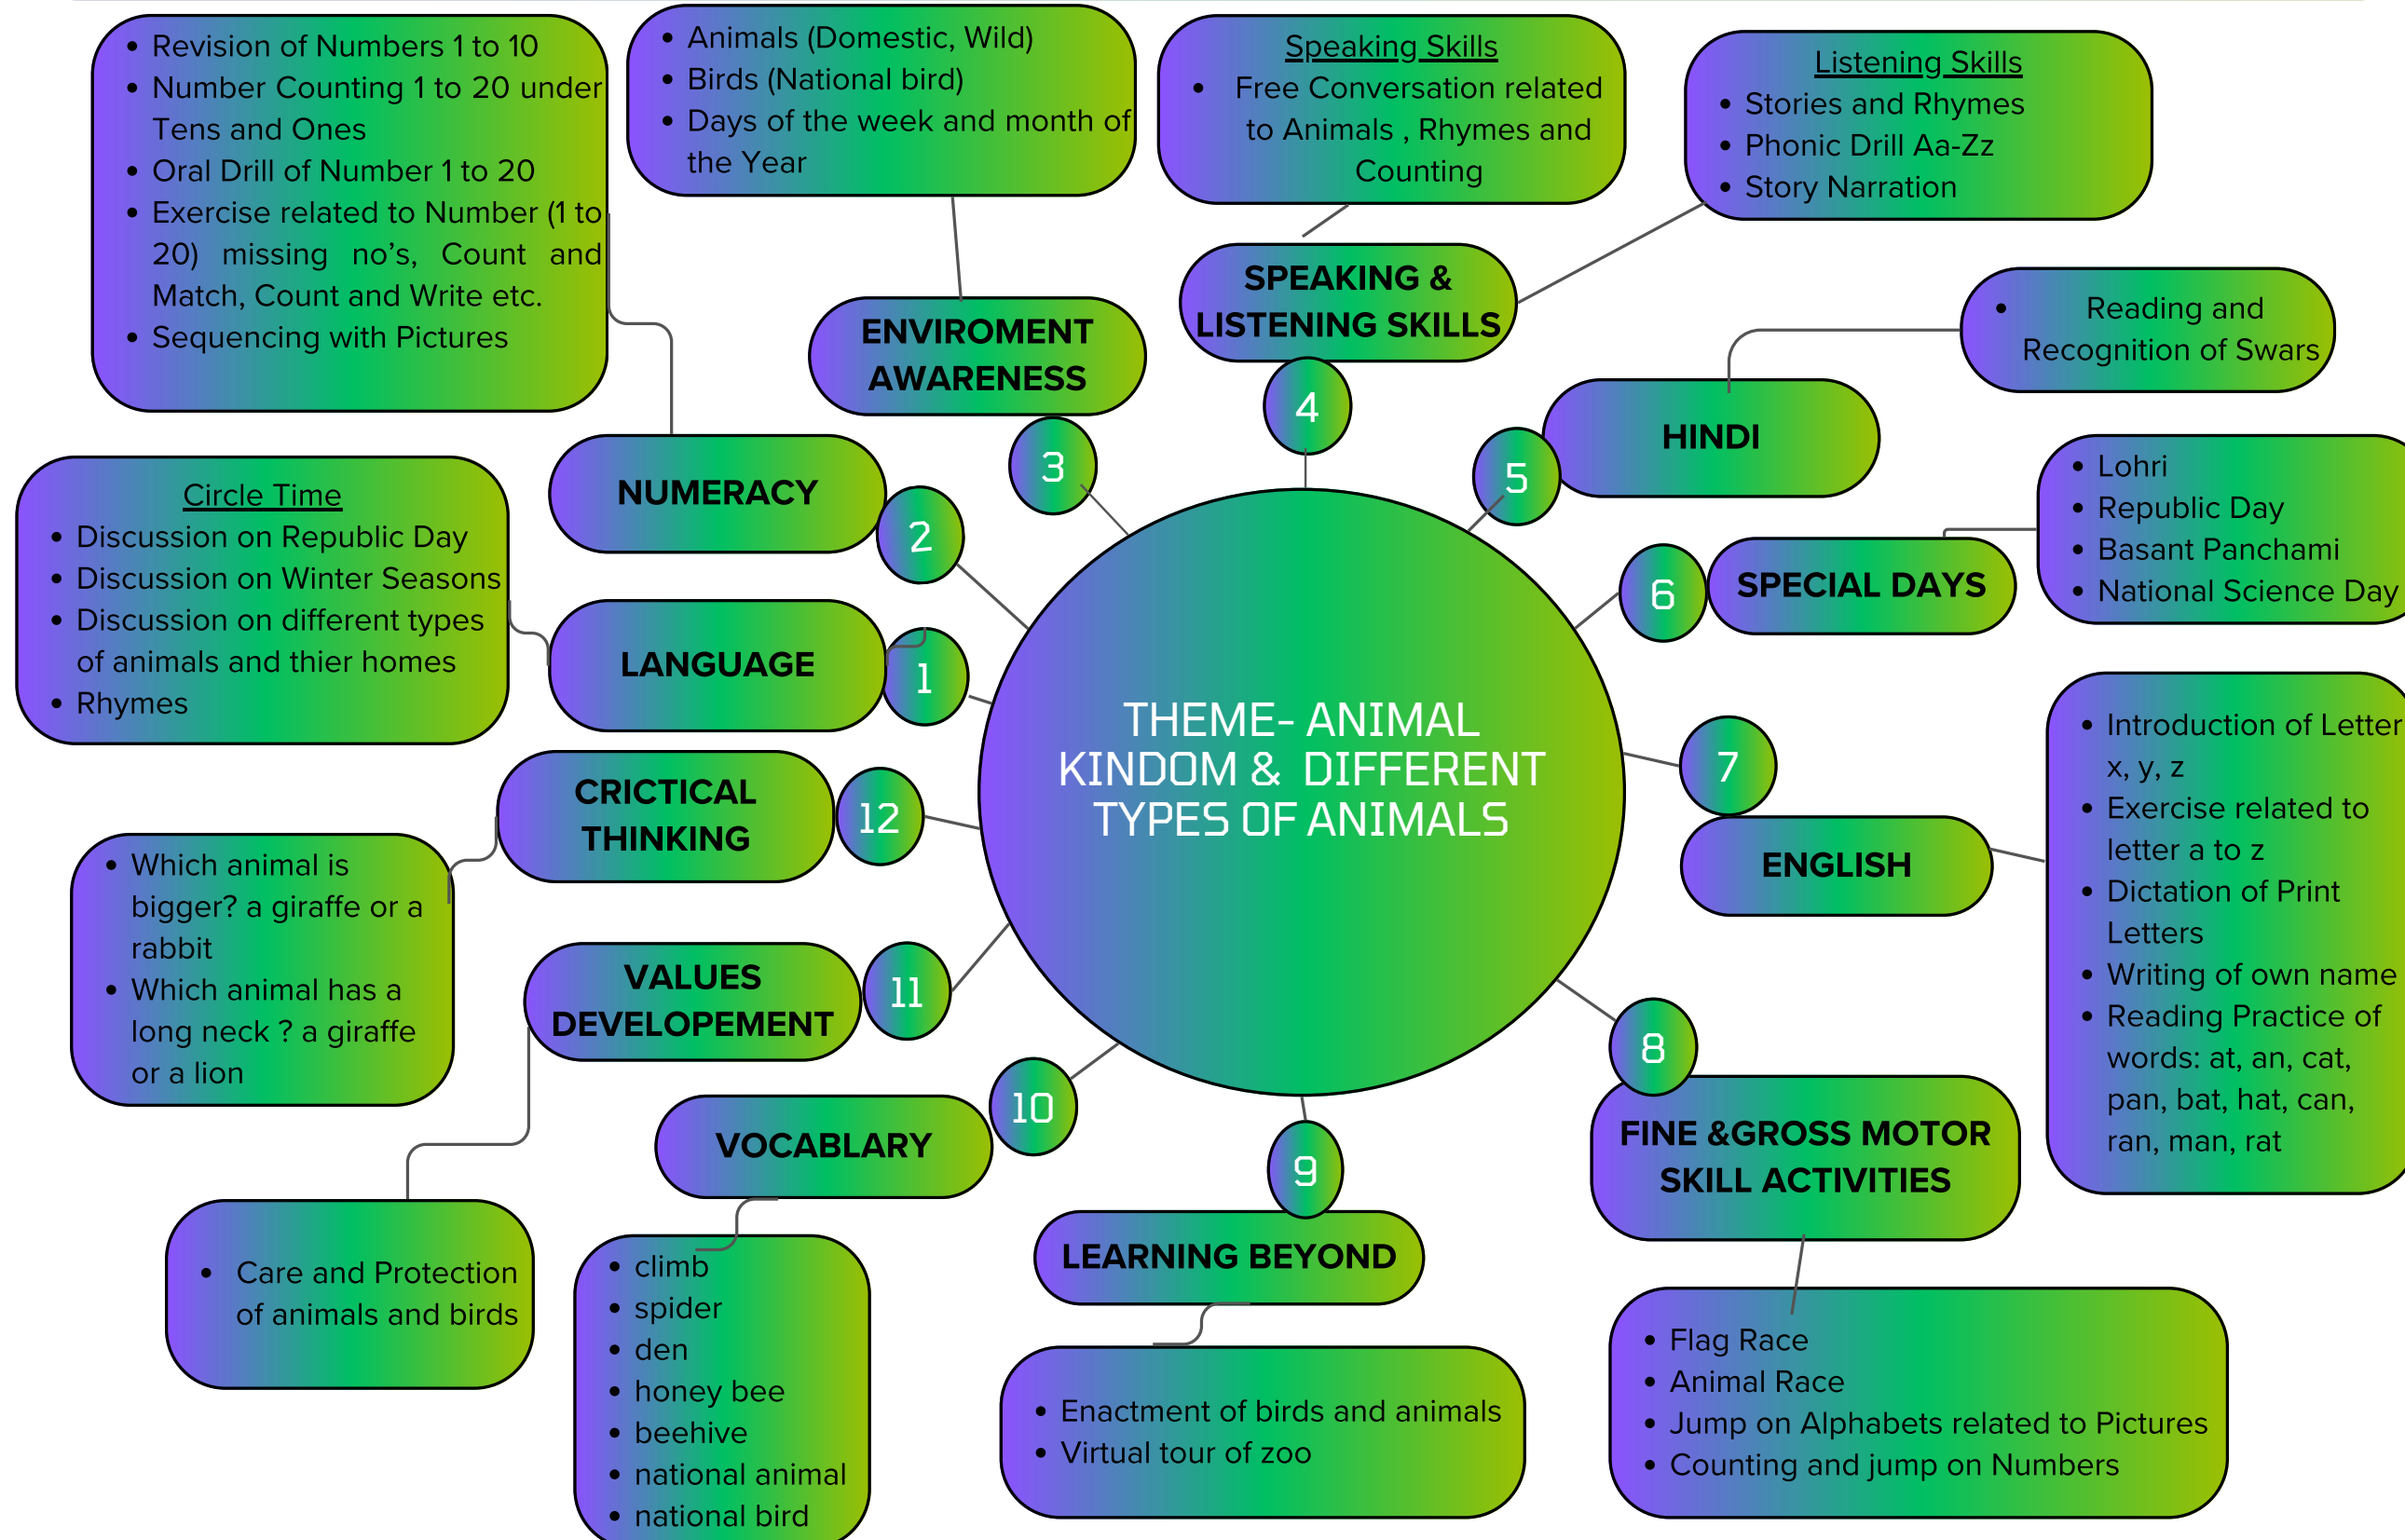 THEME- ANIMAL
KINDOM & DIFFERENT
TYPES OF ANIMALS
1
LANGUAGE
Circle Time
• Discussion on Republic Day
• Discussion on Winter Seasons
• Discussion on different types
of animals and thier homes
• Rhymes
2
NUMERACY
• Revision of Numbers 1 to 10
• Number Counting 1 to 20 under
Tens and Ones
• Oral Drill of Number 1 to 20
• Exercise related to Number (1 to
20) missing no's, Count and
Match, Count and Write etc.
• Sequencing with Pictures
3
ENVIROMENT
AWARENESS
• Animals (Domestic, Wild)
• Birds (National bird)
• Days of the week and month of
the Year
4
SPEAKING &
LISTENING SKILLS
Speaking Skills
• Free Conversation related
to Animals , Rhymes and
Counting
Listening Skills
• Stories and Rhymes
• Phonic Drill Aa-Zz
• Story Narration
5
HINDI
• Reading and
Recognition of Swars
6
SPECIAL DAYS
• Lohri
• Republic Day
• Basant Panchami
• National Science Day
7
ENGLISH
• Introduction of Letter
x, y, z
• Exercise related to
letter a to z
• Dictation of Print
Letters
• Writing of own name
• Reading Practice of
words: at, an, cat,
pan, bat, hat, can,
ran, man, rat
8
FINE &GROSS MOTOR
SKILL ACTIVITIES
• Flag Race
• Animal Race
• Jump on Alphabets related to Pictures
• Counting and jump on Numbers
9
LEARNING BEYOND
• Enactment of birds and animals
• Virtual tour of zoo
10
VOCABLARY
• climb
• spider
• den
• honey bee
• beehive
• national animal
• national bird
11
VALUES
DEVELOPEMENT
• Care and Protection
of animals and birds
12
CRICTICAL
THINKING
• Which animal is
bigger? a giraffe or a
rabbit
• Which animal has a
long neck ? a giraffe
or a lion